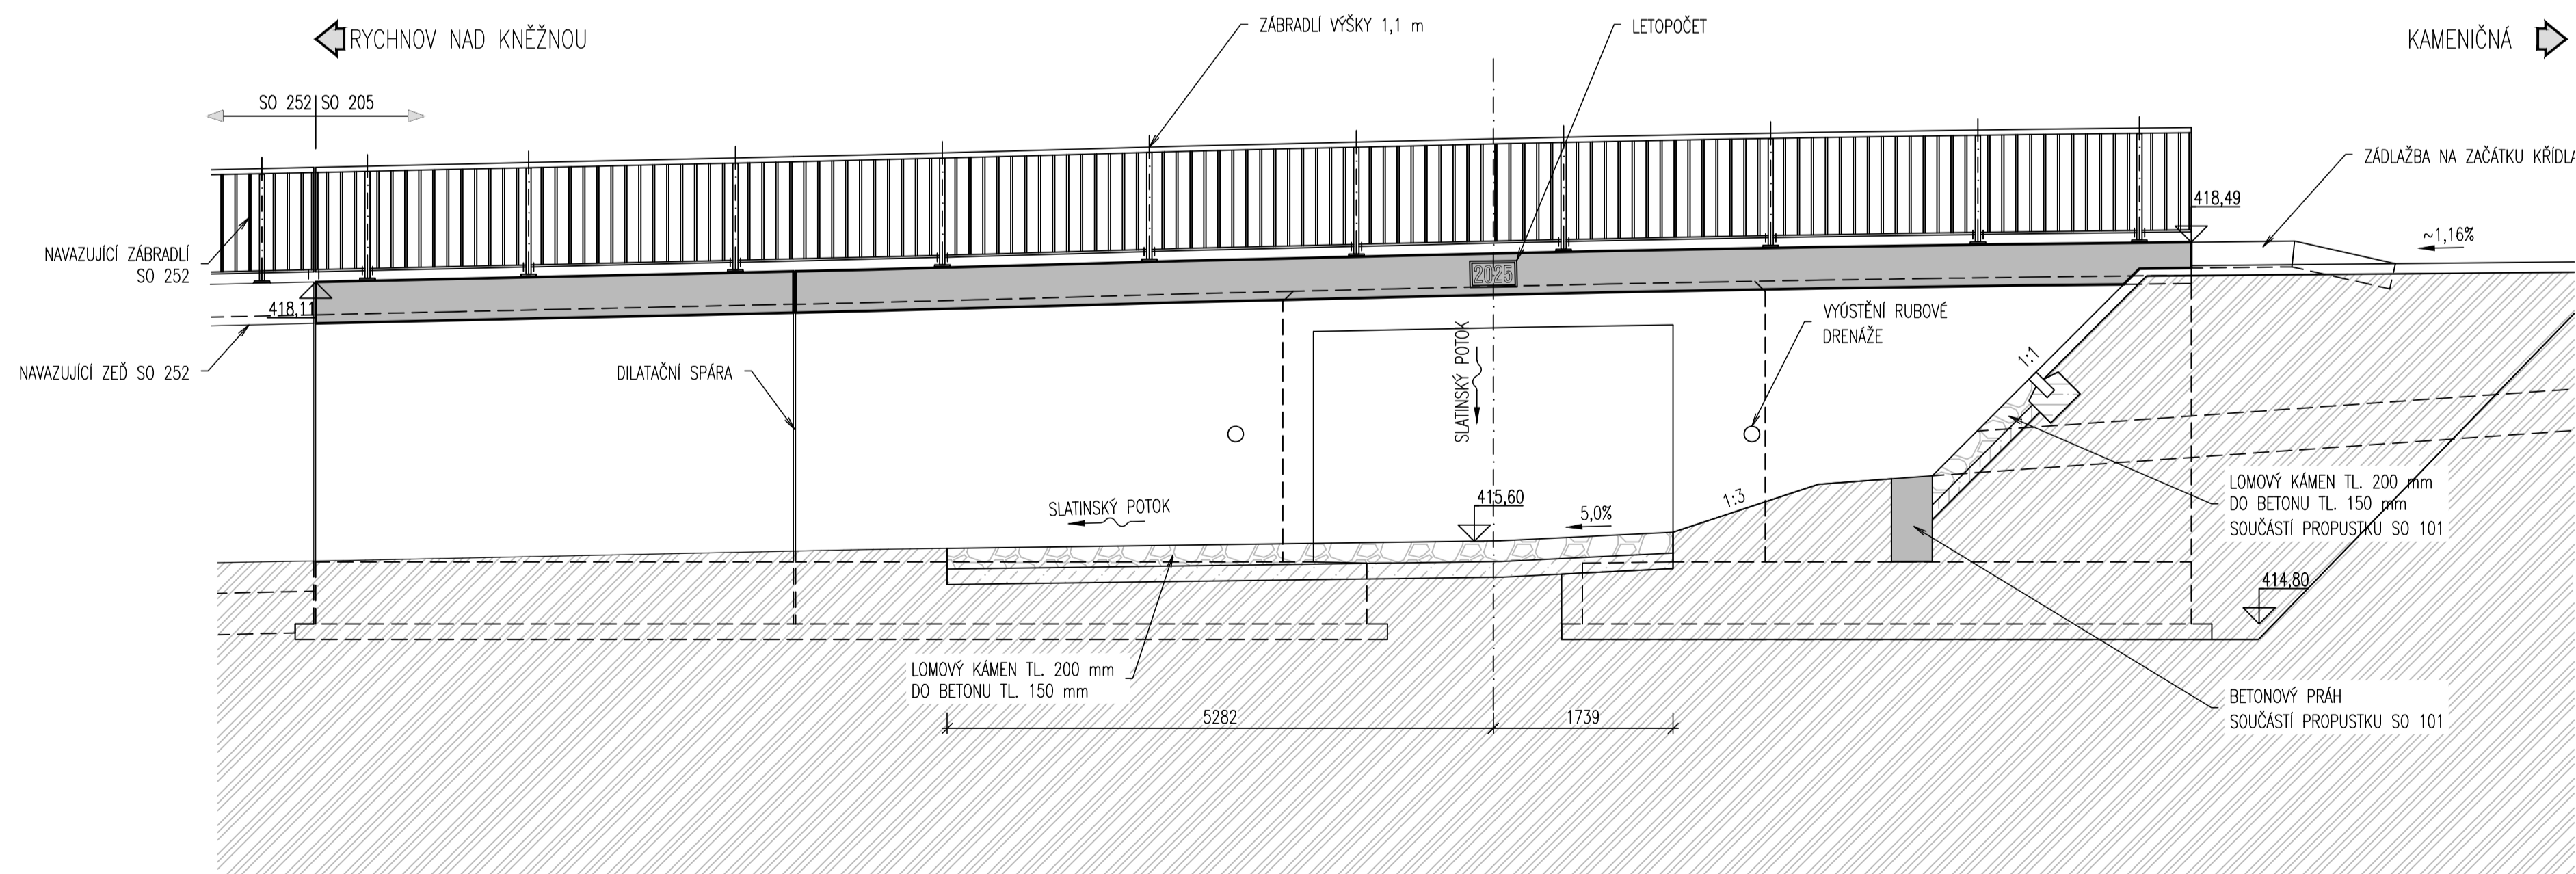 RYCHNOV NAD KNĚŽNOU
ZÁBRADLÍ VÝŠKY 1,1 m
LETOPOČET
KAMENIČNÁ
SO 252 SO 205
ZÁDLAŽBA NA ZAČÁTKU KŘÍDLA
418,49
~1,16%
NAVAZUJÍCÍ ZÁBRADLÍ
SO 252
2025
418,11
VYÚSTĚNÍ RUBOVÉ
DRENÁŽE
SLATINSKÝ POTOK
1:1
NAVAZUJÍCÍ ZEĎ SO 252
DILATAČNÍ SPÁRA
SLATINSKÝ POTOK
415,60
5,0%
1:3
LOMOVÝ KÁMEN TL. 200 mm
DO BETONU TL. 150 mm
SOUČÁSTÍ PROPUSTKU SO 101
414,80
LOMOVÝ KÁMEN TL. 200 mm
DO BETONU TL. 150 mm
BETONOVÝ PRÁH
SOUČÁSTÍ PROPUSTKU SO 101
5282
1739